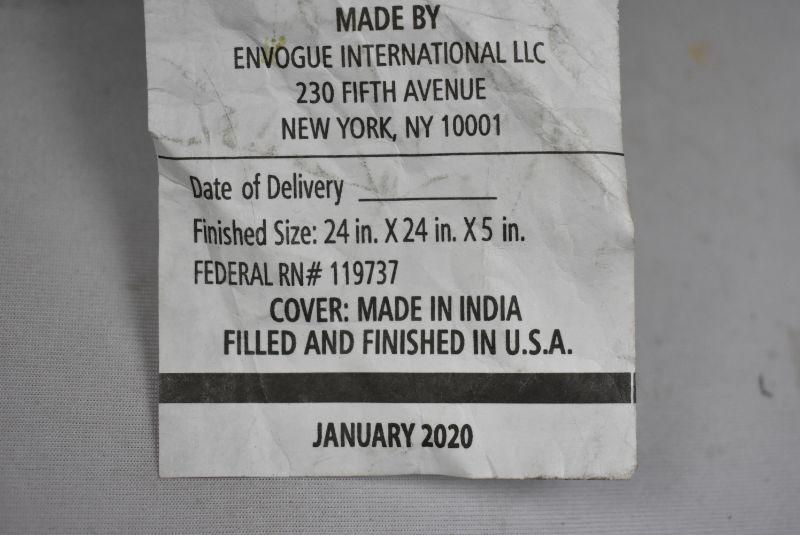 MADE BY
ENVOGUE INTERNATIONAL LLC
230 FIFTH AVENUE
NEW YORK, NY 10001
Date of Delivery ____________
Finished Size: 24 in. X 24 in. X 5 in.
FEDERAL RN# 119737
COVER: MADE IN INDIA
FILLED AND FINISHED IN U.S.A.
JANUARY 2020